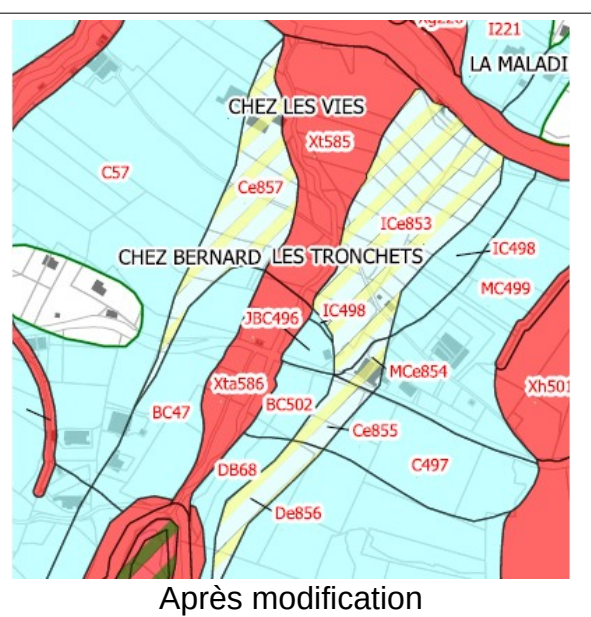 Xg220
I221
LA MALADI
CHEZ LES VIES
Xt585
C57
Ce857
ICe853
CHEZ BERNARD
LES TRONCHETS
IC498
MC499
IC498
JBC496
MCe854
Xta586
Xh501
BC47
BC502
Ce855
C497
DB68
De856
Après modification